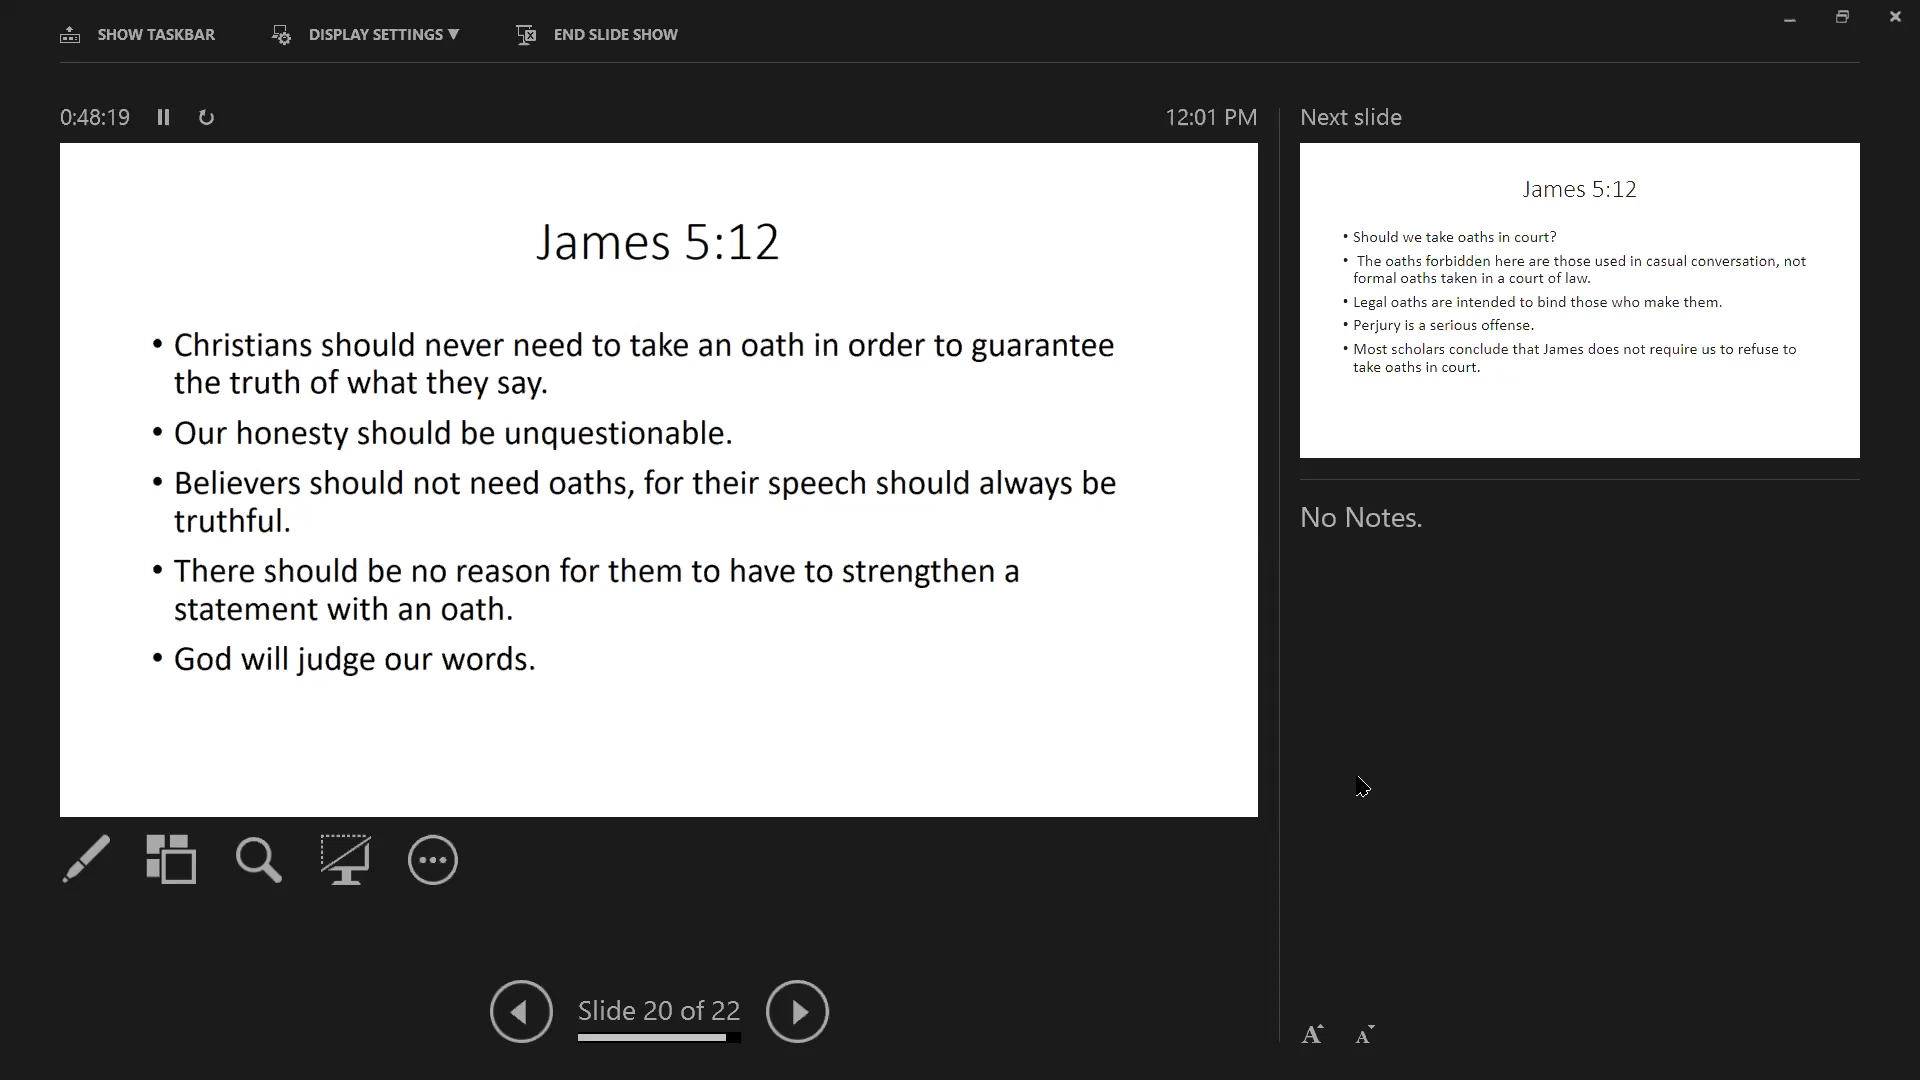 SHOW TASKBAR
DISPLAY SETTINGS ▼
END SLIDE SHOW
0:48:19
12:01 PM
James 5:12
• Christians should never need to take an oath in order to guarantee
the truth of what they say.
• Our honesty should be unquestionable.
• Believers should not need oaths, for their speech should always be
truthful.
• There should be no reason for them to have to strengthen a
statement with an oath.
• God will judge our words.
Slide 20 of 22
Next slide
James 5:12
• Should we take oaths in court?
• The oaths forbidden here are those used in casual conversation, not
formal oaths taken in a court of law.
• Legal oaths are intended to bind those who make them.
• Perjury is a serious offense.
• Most scholars conclude that James does not require us to refuse to
take oaths in court.
No Notes.
A A